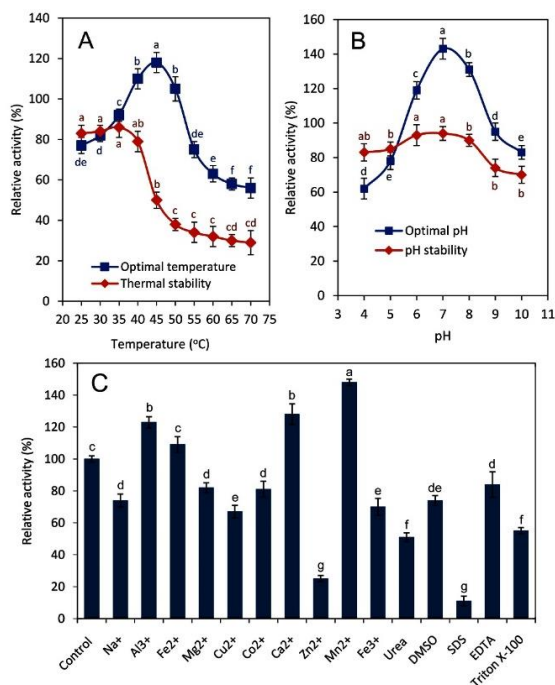 A
Relative activity (%)
140
120
100
80
60
40
20
0
a
b
b
c
a
a
ab
de
d
a
de
e
f
f
b
c
c
c
cd
cd
Optimal temperature
Thermal stability
20 25 30 35 40 45 50 55 60 65 70 75
Temperature (°C)
B
Relative activity (%)
160
140
120
100
80
60
40
20
0
a
b
c
d
e
ab
b
a
a
b
d
e
b
b
Optimal pH
pH stability
3 4 5 6 7 8 9 10 11
pH
C
Relative activity (%)
160
140
120
100
80
60
40
20
0
c
d
b
c
d
e
d
b
g
a
e
f
de
g
d
f
Control
Na+
Al3+
Fe2+
Mg2+
Cu2+
Co2+
Ca2+
Zn2+
Mn2+
Fe3+
Urea
DMSO
SDS
EDTA
Triton X-100